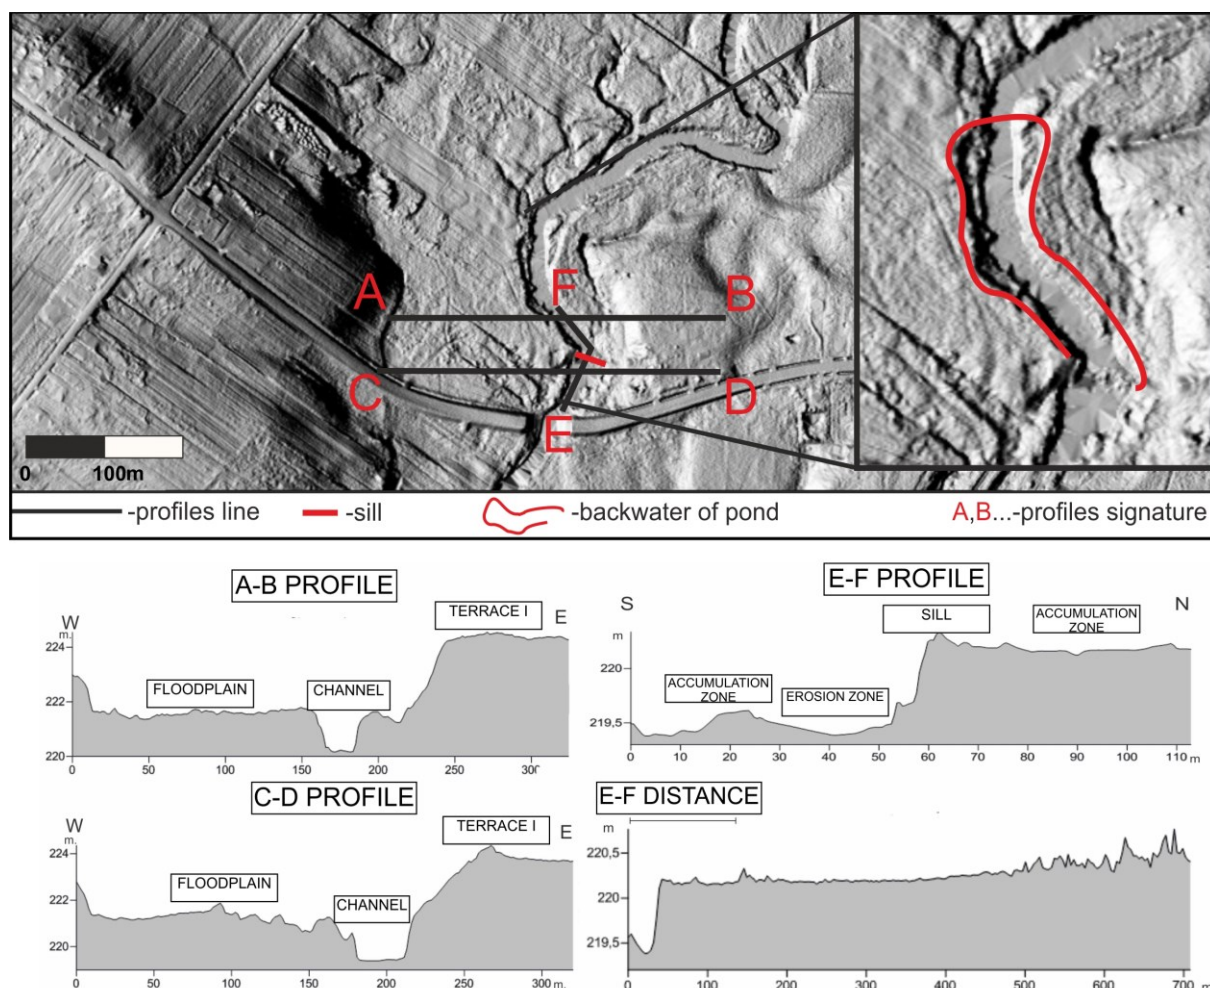 A
F
B
C
D
E
0 100m
-profiles line -sill -backwater of pond A,B...-profiles signature
A-B PROFILE
W
m.
E
TERRACE I
FLOODPLAIN
CHANNEL
224
222
220
0 50 100 150 200 250
E-F PROFILE
S
N
m
SILL
ACCUMULATION
ZONE
ACCUMULATION
ZONE
EROSION ZONE
220
219,5
0 10 20 30 40 50 60 70 80 90 100 110 m
C-D PROFILE
W
m.
E
TERRACE I
FLOODPLAIN
CHANNEL
224
222
220
0 50 100 150 200 250 300 m.
E-F DISTANCE
m
220,5
220
219,5
0 100 200 300 400 500 600 700 m